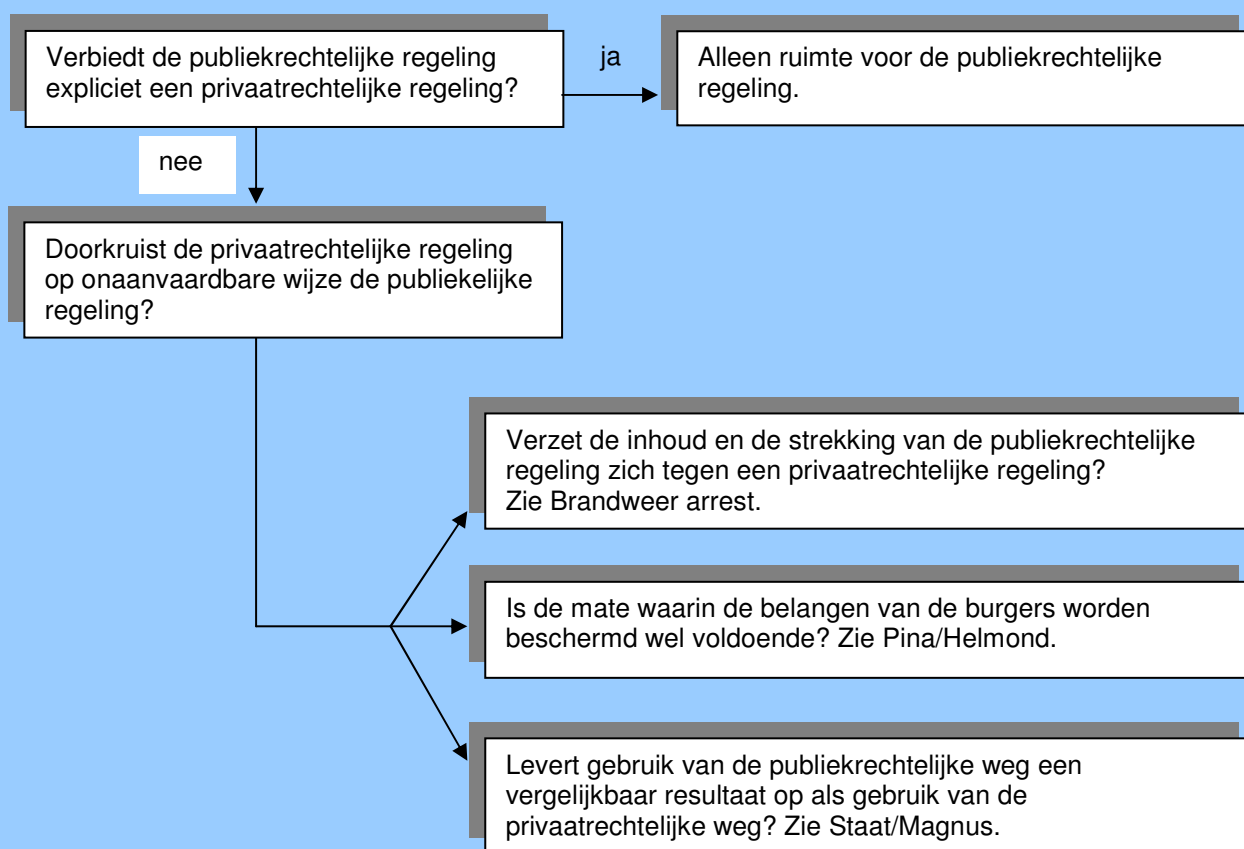 Verbiedt de publiekrechtelijke regeling
expliciet een privaatrechtelijke regeling?
ja
Alleen ruimte voor de publiekrechtelijke
regeling.
nee
Doorkruist de privaatrechtelijke regeling
op onaanvaardbare wijze de publiekelijke
regeling?
Verzet de inhoud en de strekking van de publiekrechtelijke
regeling zich tegen een privaatrechtelijke regeling?
Zie Brandweer arrest.
Is de mate waarin de belangen van de burgers worden
beschermd wel voldoende? Zie Pina/Helmond.
Levert gebruik van de publiekrechtelijke weg een
vergelijkbaar resultaat op als gebruik van de
privaatrechtelijke weg? Zie Staat/Magnus.